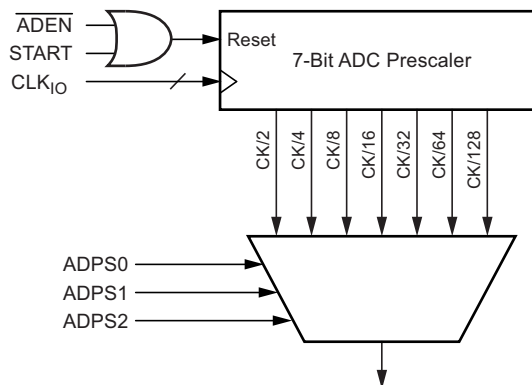 ADEN
START
CLKIO
Reset
7-Bit ADC Prescaler
CK/2
CK/4
CK/8
CK/16
CK/32
CK/64
CK/128
ADPS0
ADPS1
ADPS2